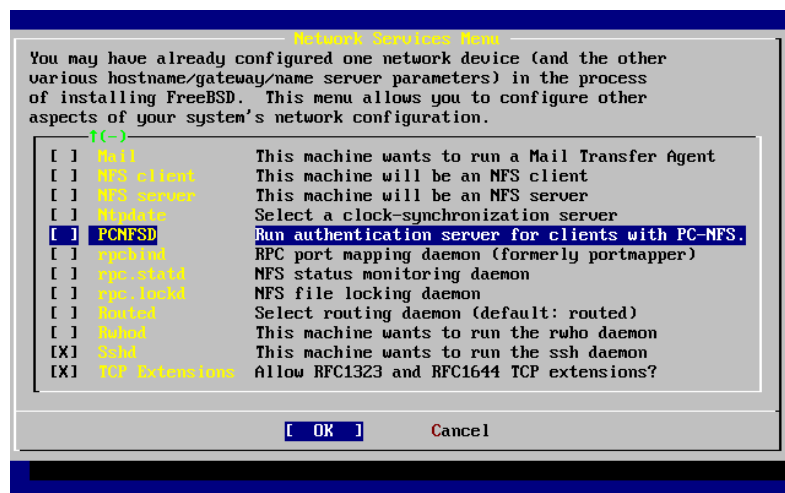 Network Services Menu
You may have already configured one network device (and the other
various hostname/gateway/name server parameters) in the process
of installing FreeBSD.  This menu allows you to configure other
aspects of your system's network configuration.
↑(-)
[ ] Mail This machine wants to run a Mail Transfer Agent
[ ] NFS client This machine will be an NFS client
[ ] NFS server This machine will be an NFS server
[ ] Ntpdate Select a clock-synchronization server
[ ] PCNFSD Run authentication server for clients with PC-NFS.
[ ] rpcbind RPC port mapping daemon (formerly portmapper)
[ ] rpc.statd NFS status monitoring daemon
[ ] rpc.lockd NFS file locking daemon
[ ] Routed Select routing daemon (default: routed)
[ ] Rwhod This machine wants to run the rwho daemon
[X] Sshd This machine wants to run the ssh daemon
[X] TCP Extensions Allow RFC1323 and RFC1644 TCP extensions?
[ OK ] Cancel